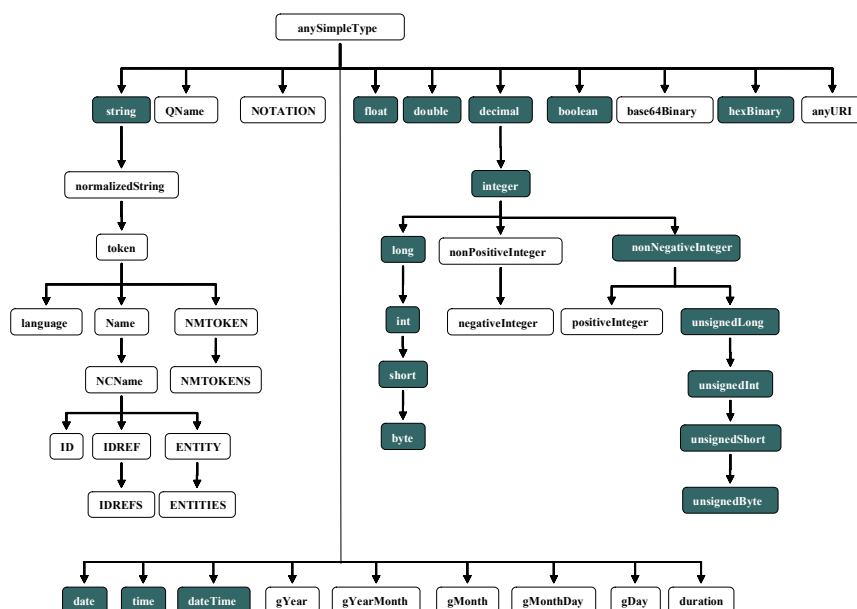 anySimpleType
string QName NOTATION float double decimal boolean base64Binary hexBinary anyURI
normalizedString integer
token long nonPositiveInteger nonNegativeInteger
language Name NMTOKEN int negativeInteger positiveInteger unsignedLong
NCName NMTOKENS short unsignedInt
ID IDREF ENTITY byte unsignedShort
IDREFS ENTITIES unsignedByte
date time dateTime gYear gYearMonth gMonth gMonthDay gDay duration